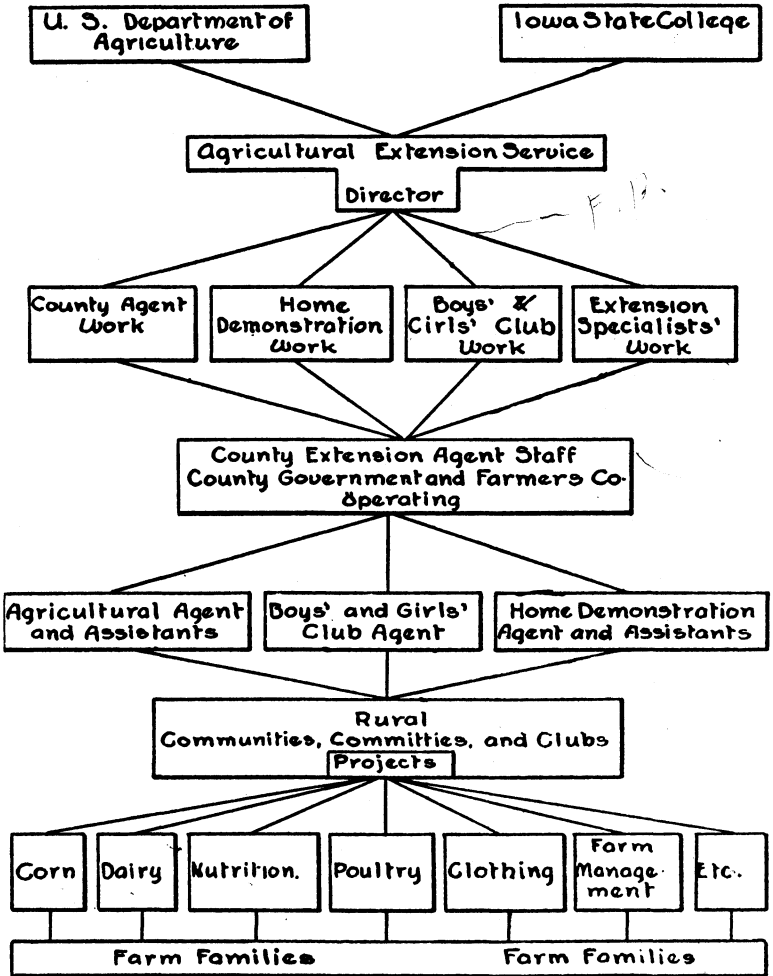 U. S. Department of
Agriculture
Iowa State College
Agricultural Extension Service
Director
F. B.
County Agent
Work
Home
Demonstration
Work
Boys' &
Girls' Club
Work
Extension
Specialists'
Work
County Extension Agent Staff
County Government and Farmers Co-
operating
Agricultural Agent
and Assistants
Boys' and Girls'
Club Agent
Home Demonstration
Agent and Assistants
Rural
Communities, Committies, and Clubs
Projects
Corn
Dairy
Nutrition.
Poultry
Clothing
Farm
Manage-
ment
Etc.
Farm Families
Farm Families